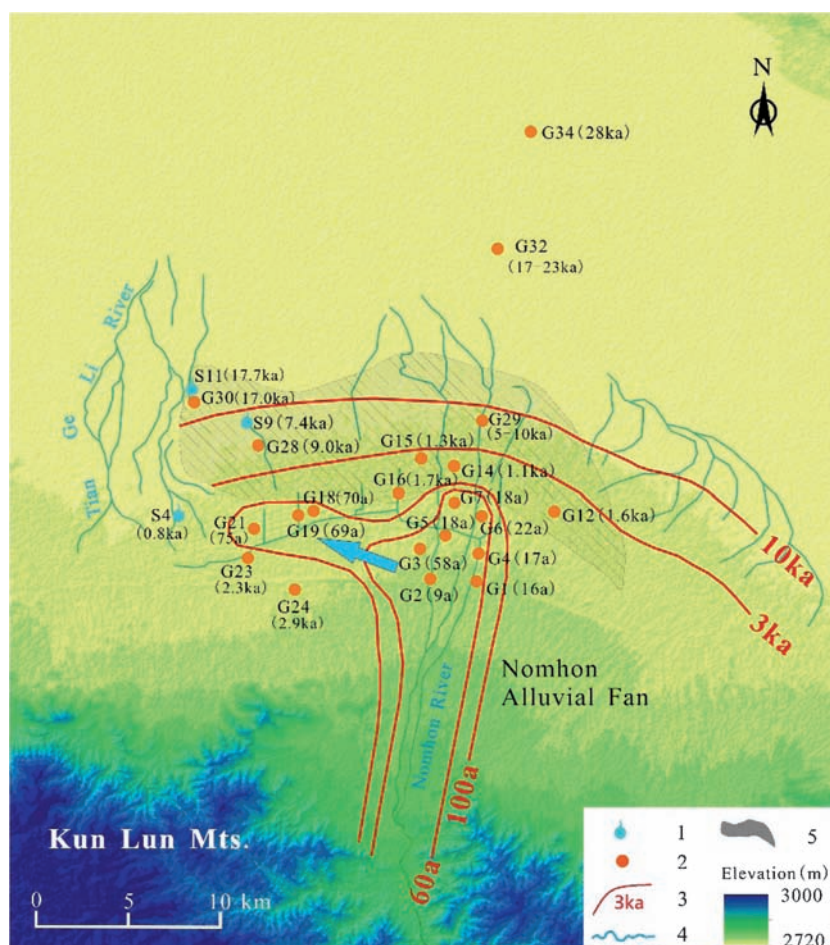 N
G34(28ka)
G32
(17-23ka)
Tian Ge Li River
S11(17.7ka)
G30(17.0ka)
S9(7.4ka)
G28(9.0ka)
G29
(5-10ka)
G15(1.3ka)
G14(1.1ka)
G16(1.7ka)
G7(18a)
G18(70a)
G12(1.6ka)
S4
(0.8ka)
G21
(75a)
G19(69a)
G5(18a)
G6(22a)
G23
(2.3ka)
G3(58a)
G4(17a)
G24
(2.9ka)
G2(9a)
G1(16a)
10ka
3ka
Nomhon
Alluvial Fan
Nomhon River
100a
60a
Kun Lun Mts.
0 10 km
1
2
3ka 3
4
5
Elevation(m)
3000
2720